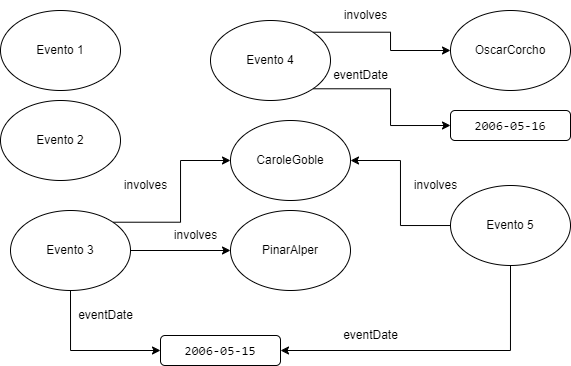 Evento 1
Evento 4
involves
OscarCorcho
eventDate
2006-05-16
Evento 2
CaroleGoble
involves
involves
Evento 3
involves
PinarAlper
Evento 5
eventDate
2006-05-15
eventDate